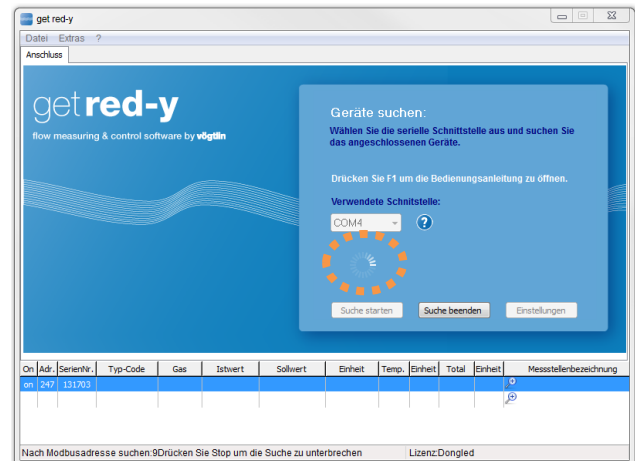 get red-y
Datei Extras ?
Anschluss
get red-y
flow measuring & control software by vögtlin
Geräte suchen:
Wählen Sie die serielle Schnittstelle aus und suchen Sie
das angeschlossenen Geräte.
Drücken Sie F1 um die Bedienungsanleitung zu öffnen.
Verwendete Schnitstelle:
COM4 ?
Suche starten Suche beenden Einstellungen
On Adr. SerienNr. Typ-Code Gas Istwert Sollwert Einheit Temp. Einheit Total Einheit Messstellenbezeichnung
on 247 131703
Nach Modbusadresse suchen:9Drücken Sie Stop um die Suche zu unterbrechen Lizenz:Dongled